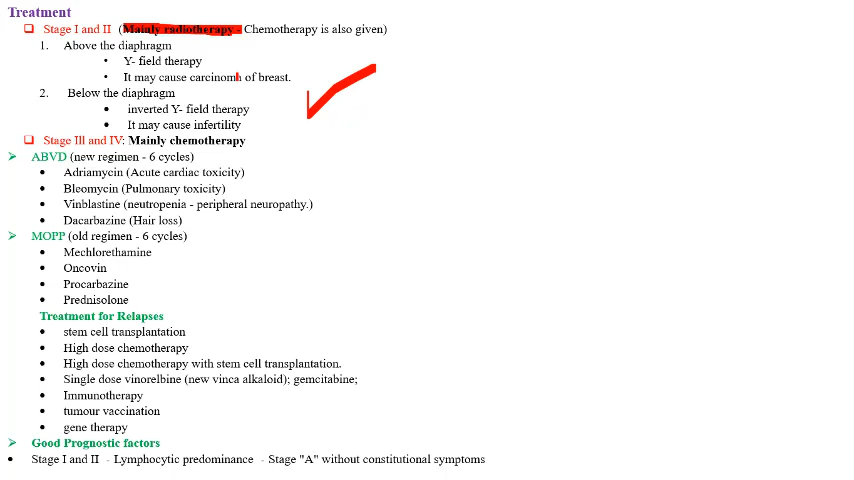 Treatment
❑ Stage I and II (Mainly radiotherapy - Chemotherapy is also given)
1. Above the diaphragm
• Y- field therapy
• It may cause carcinoma of breast.
2. Below the diaphragm
• inverted Y- field therapy
• It may cause infertility
❑ Stage III and IV: Mainly chemotherapy
➢ ABVD (new regimen - 6 cycles)
• Adriamycin (Acute cardiac toxicity)
• Bleomycin (Pulmonary toxicity)
• Vinblastine (neutropenia - peripheral neuropathy.)
• Dacarbazine (Hair loss)
➢ MOPP (old regimen - 6 cycles)
• Mechlorethamine
• Oncovin
• Procarbazine
• Prednisolone
Treatment for Relapses
• stem cell transplantation
• High dose chemotherapy
• High dose chemotherapy with stem cell transplantation.
• Single dose vinorelbine (new vinca alkaloid); gemcitabine;
• Immunotherapy
• tumour vaccination
• gene therapy
➢ Good Prognostic factors
• Stage I and II - Lymphocytic predominance - Stage "A" without constitutional symptoms